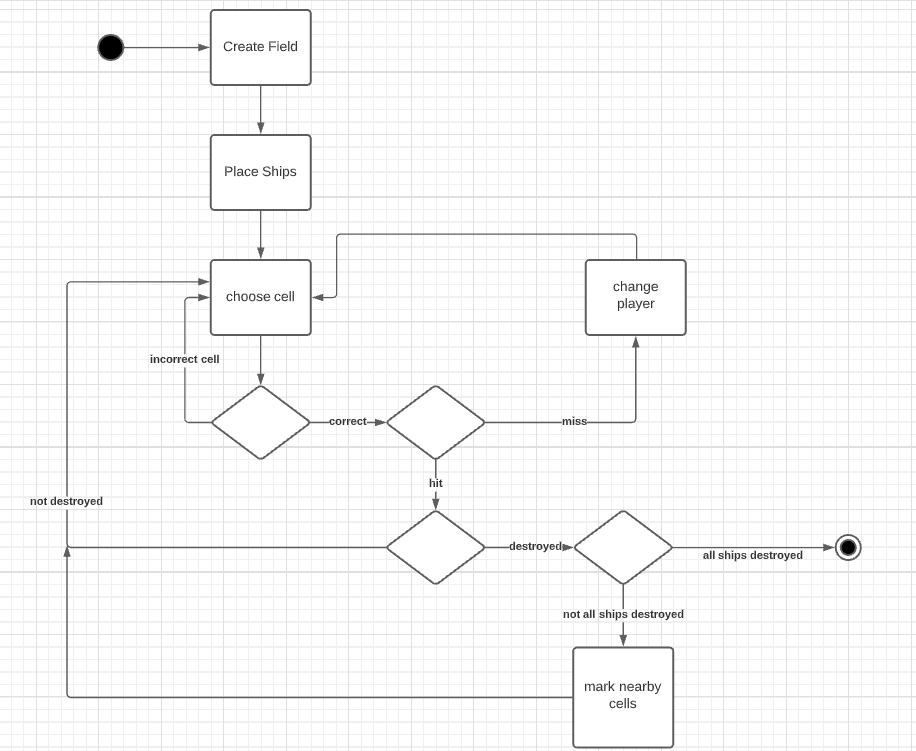 Create Field
Place Ships
choose cell
change
player
incorrect cell
correct
miss
hit
not destroyed
destroyed
all ships destroyed
not all ships destroyed
mark nearby
cells